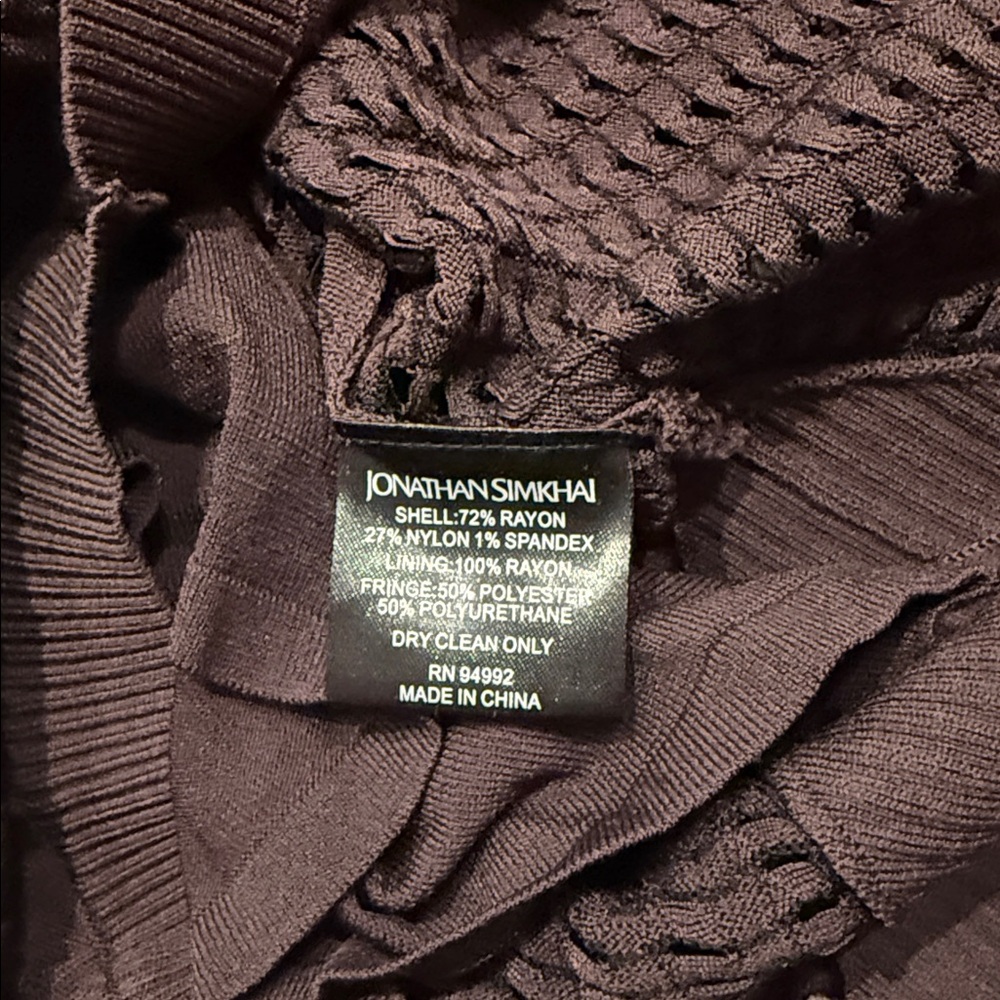 JONATHAN SIMKHAI
SHELL:72% RAYON
27% NYLON 1% SPANDEX
LINING:100% RAYON
FRINGE:50% POLYESTER
50% POLYURETHANE
DRY CLEAN ONLY
RN 94992
MADE IN CHINA